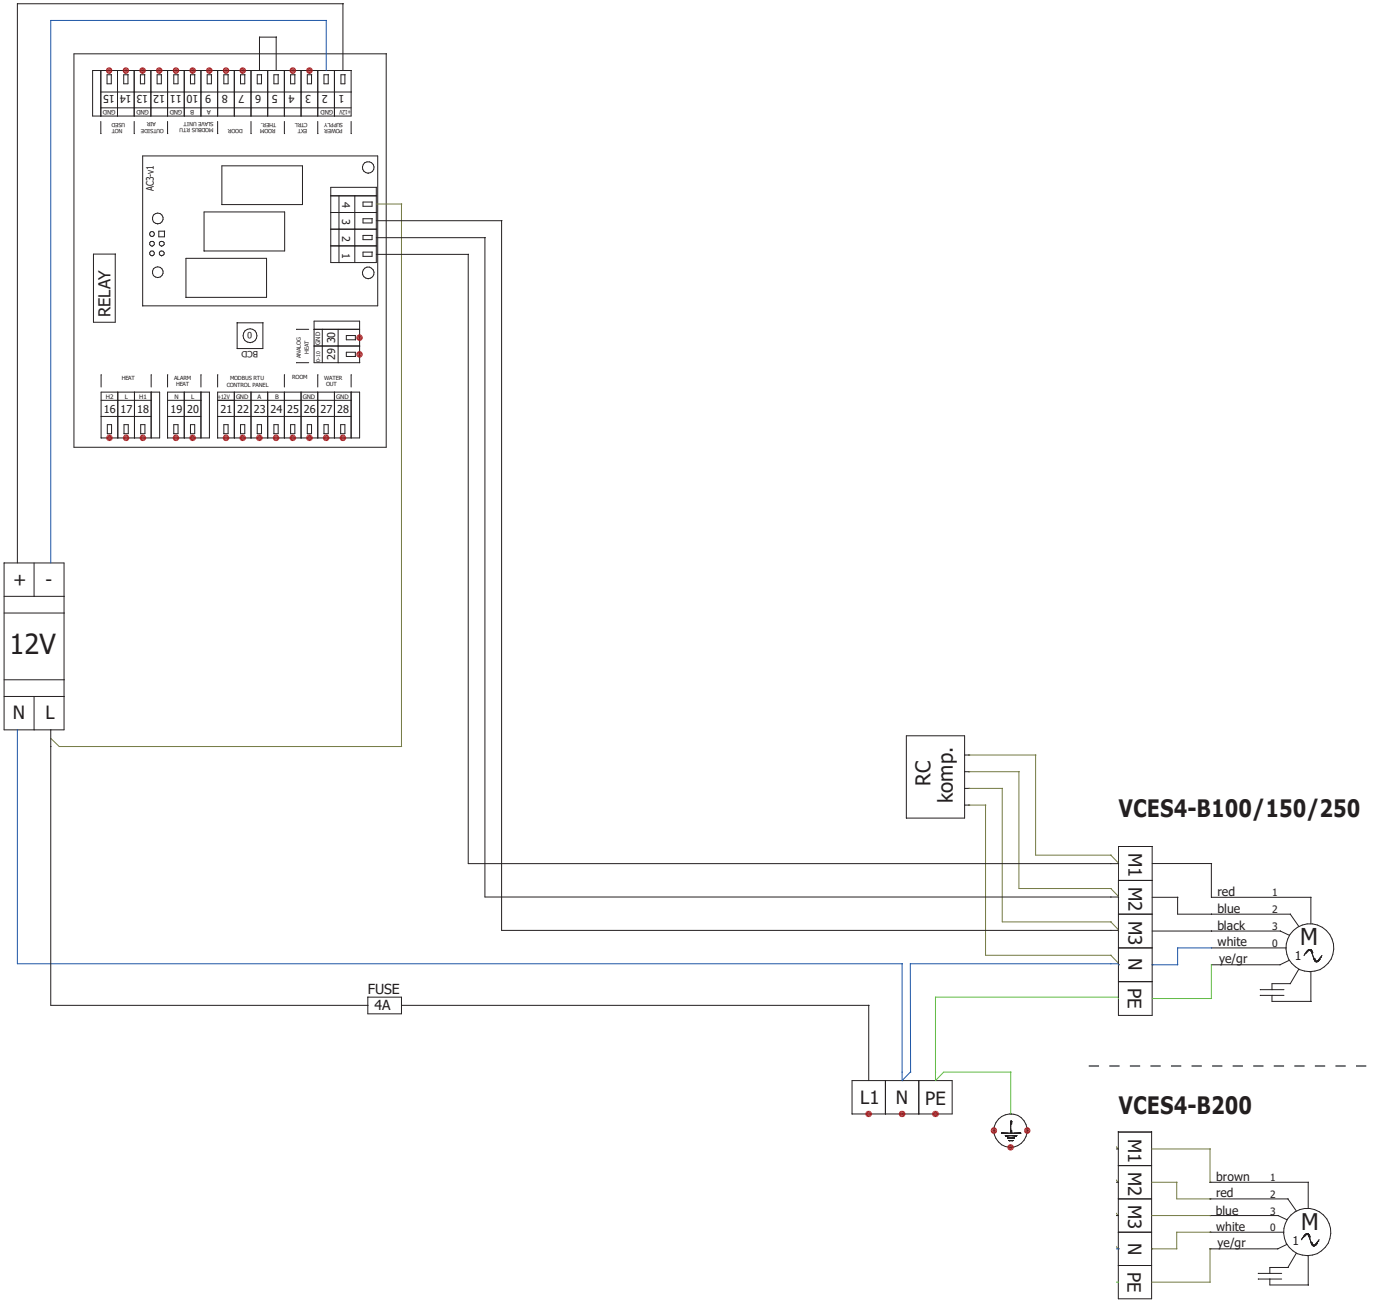 15 14 13 12 11 10 9 8 7 6 5 4 3 2 1
GND GND GND B A GND +12V
NOT USED
OUTSIDE AIR
MODBUS RTU SLAVE UNIT
DOOR
ROOM THER.
EXT CTRL
POWER SUPPLY
AC3-v1
4
3
2
1
RELAY
0
BCD
ANALOG HEAT
GND 30
0-10 29
HEAT
ALARM HEAT
MODBUS RTU CONTROL PANEL
ROOM
WATER OUT
H2 L H1 N L +12V GND A B GND GND
16 17 18 19 20 21 22 23 24 25 26 27 28
+ -
12V
N L
RC komp.
VCES4-B100/150/250
M1
M2
M3
N
PE
red 1
blue 2
black 3
white 0
ye/gr
M
1
FUSE
4A
L1 N PE
VCES4-B200
M1
M2
M3
N
PE
brown 1
red 2
blue 3
white 0
ye/gr
M
1